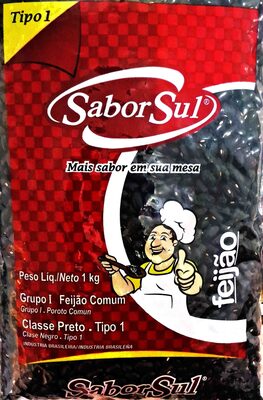 Tipo 1
SaborSul®
Mais sabor em sua mesa
Peso Liq./Neto 1 kg
Grupo I Feijão Comum
Grupo I . Poroto Comun
Classe Preto . Tipo 1
Clase Negro . Tipo 1
INDÚSTRIA BRASILEIRA/INDUSTRIA BRASILEÑA
feijão
SaborSul®